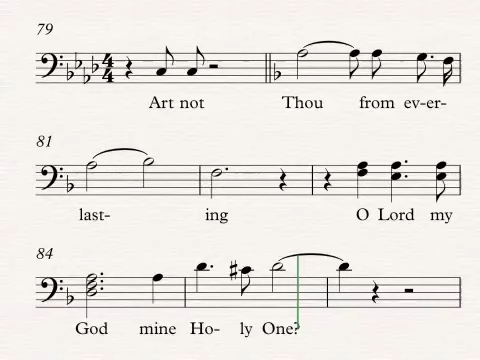 79
Art not Thou from ev-er-
81
last- ing O Lord my
84
God mine Ho- ly One?